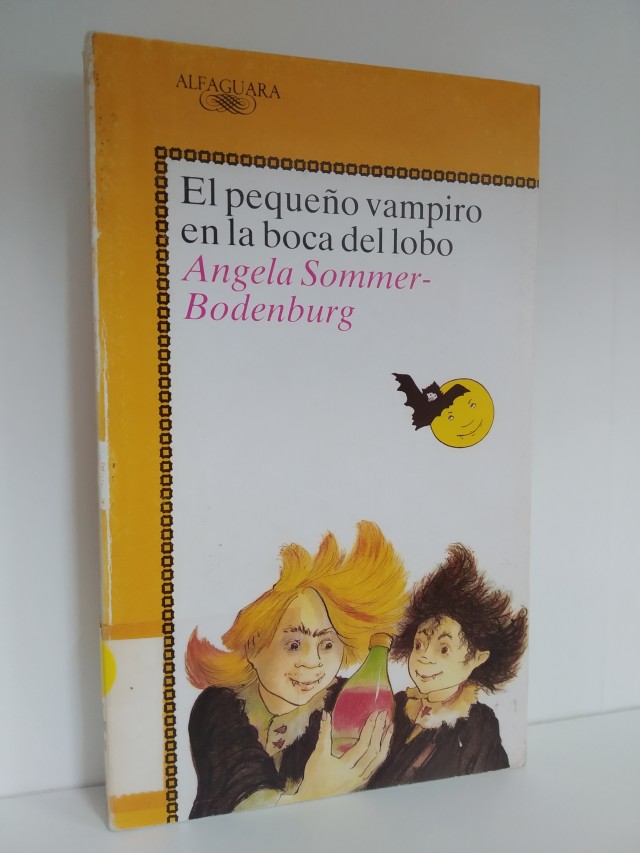 ALFAGUARA
El pequeño vampiro
en la boca del lobo
Angela Sommer-
Bodenburg